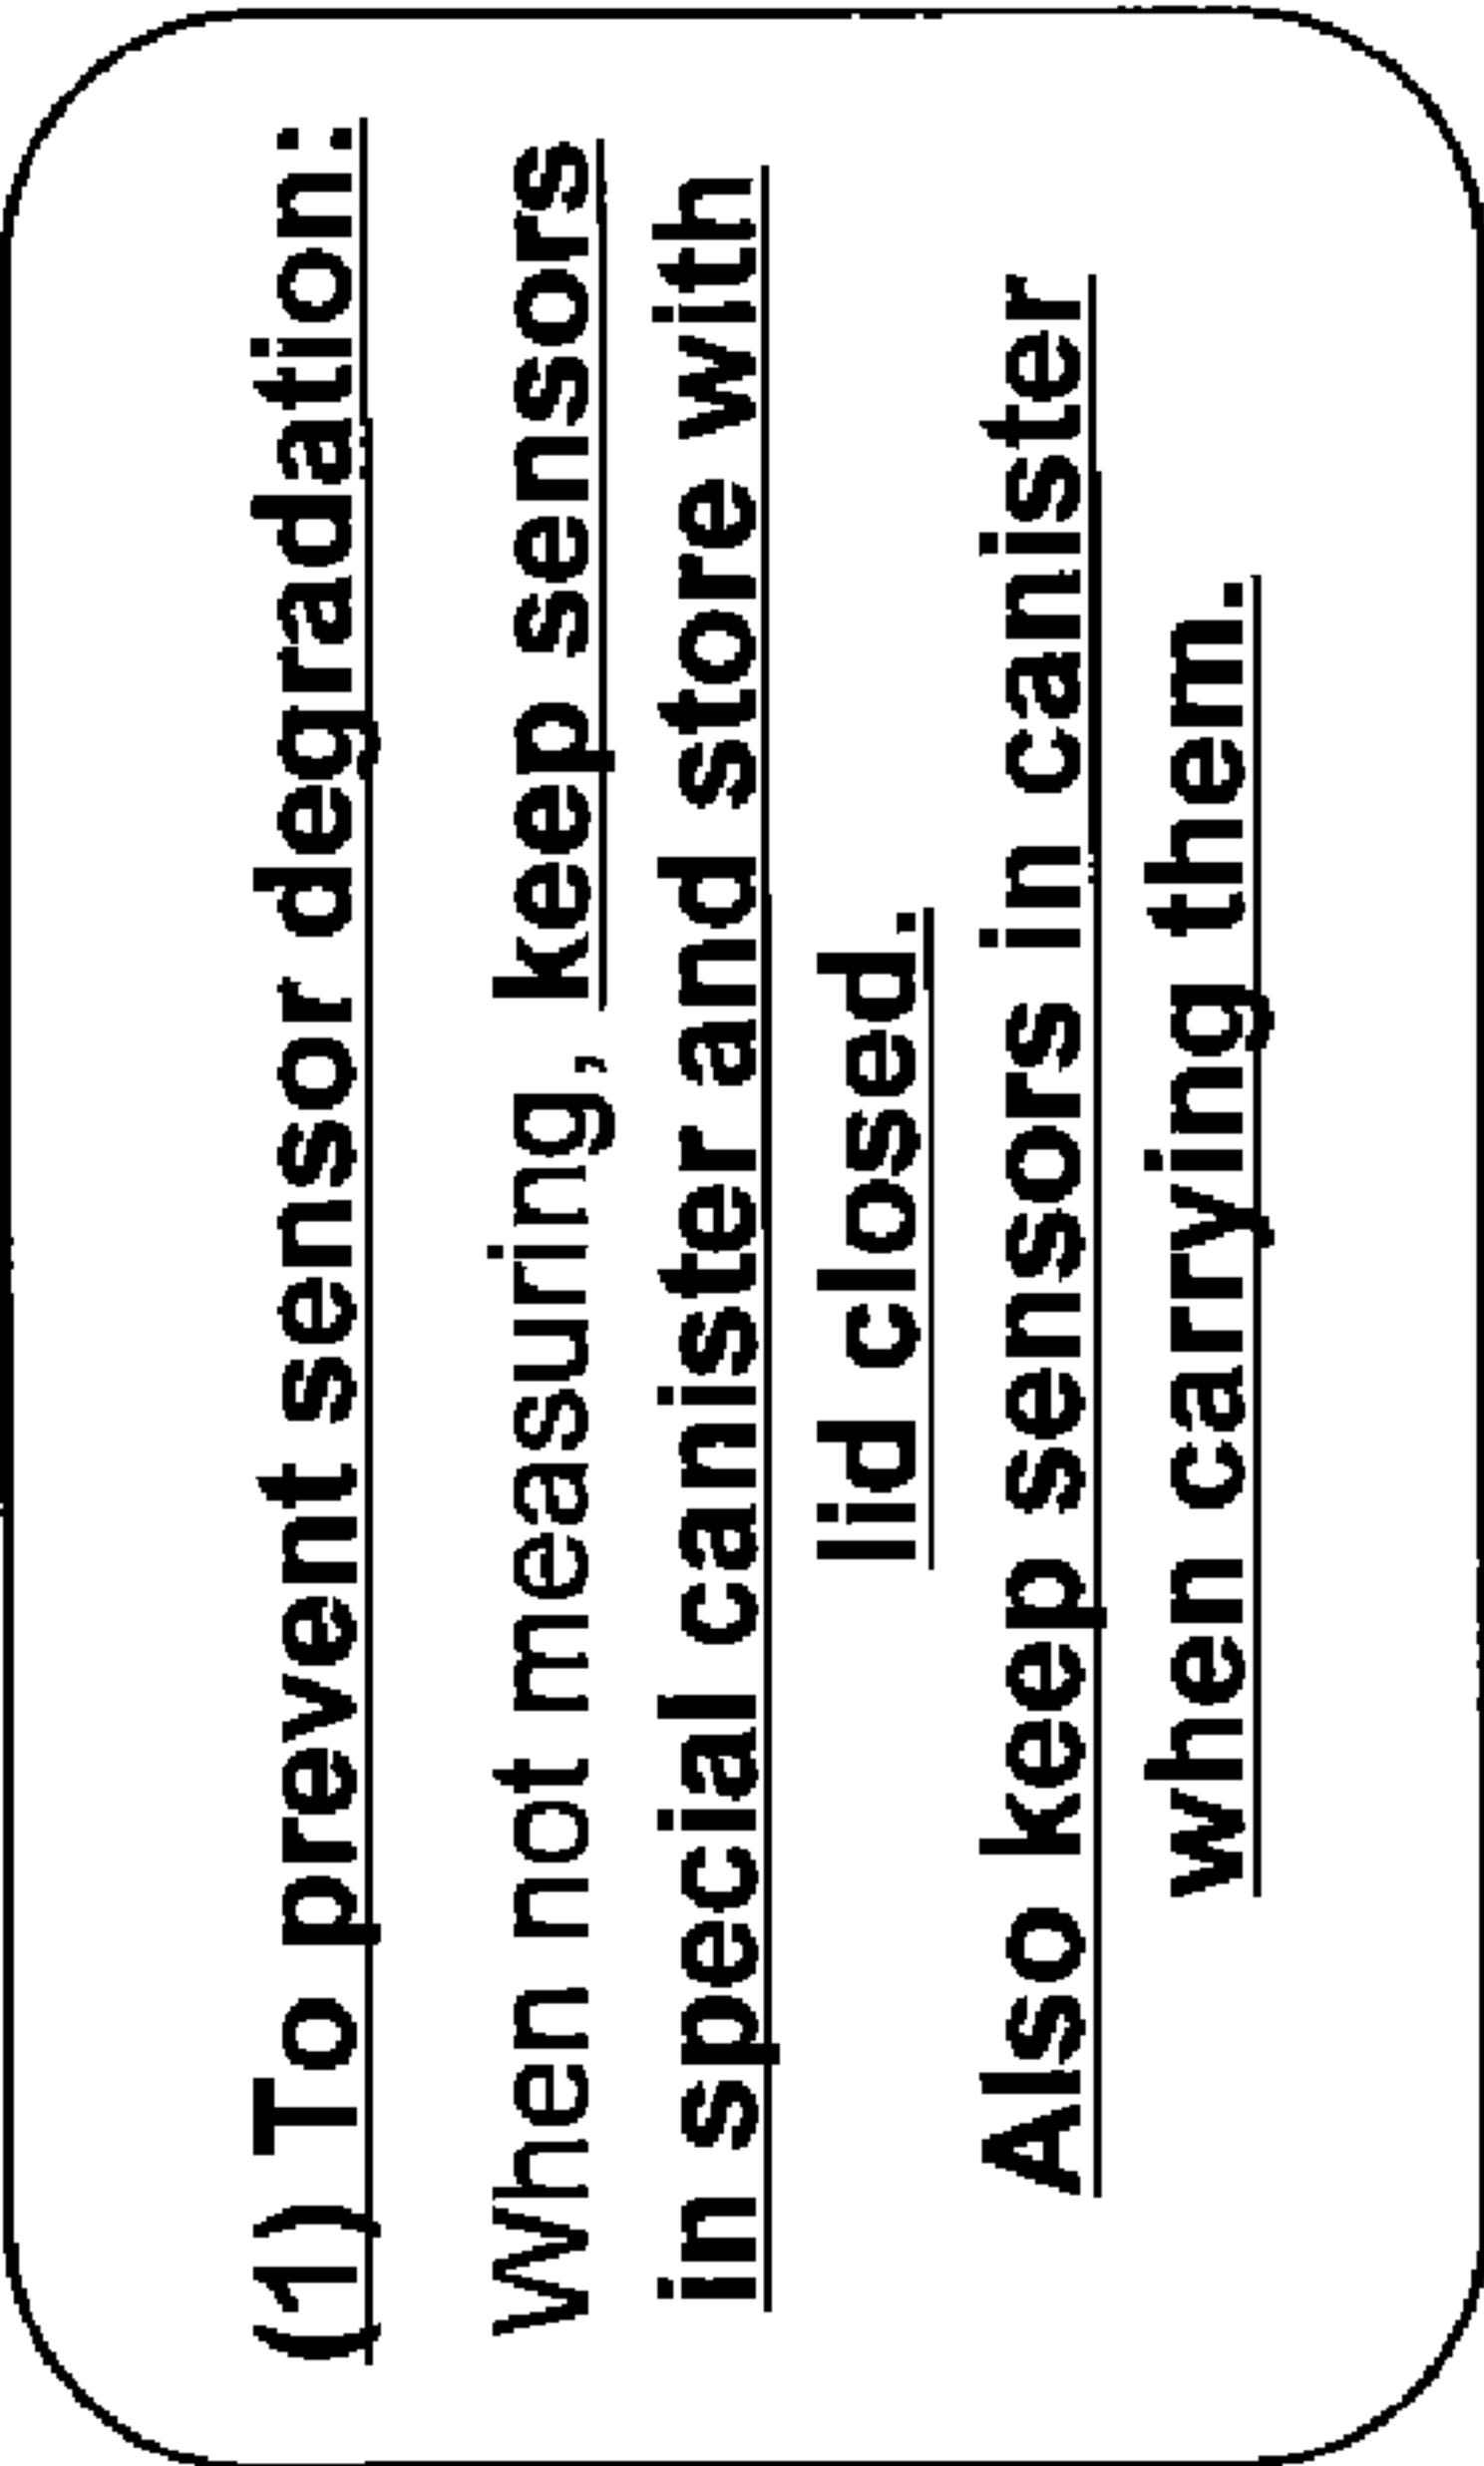 (1) To prevent sensor degradation:
When not measuring, keep sensors
in special canister and store with
lid closed.
Also keep sensors in canister
when carrying them.